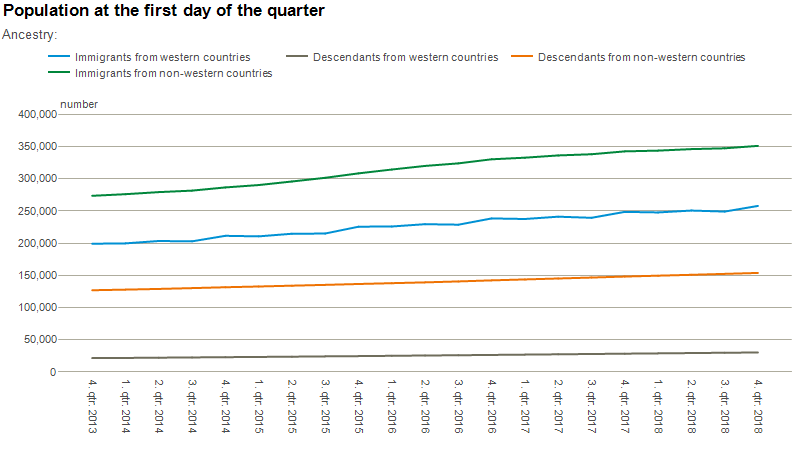 Population at the first day of the quarter
Ancestry:
Immigrants from western countries Descendants from western countries Descendants from non-western countries
Immigrants from non-western countries
number
400,000
350,000
300,000
250,000
200,000
150,000
100,000
50,000
0
4. qtr. 2013
1. qtr. 2014
2. qtr. 2014
3. qtr. 2014
4. qtr. 2014
1. qtr. 2015
2. qtr. 2015
3. qtr. 2015
4. qtr. 2015
1. qtr. 2016
2. qtr. 2016
3. qtr. 2016
4. qtr. 2016
1. qtr. 2017
2. qtr. 2017
3. qtr. 2017
4. qtr. 2017
1. qtr. 2018
2. qtr. 2018
3. qtr. 2018
4. qtr. 2018